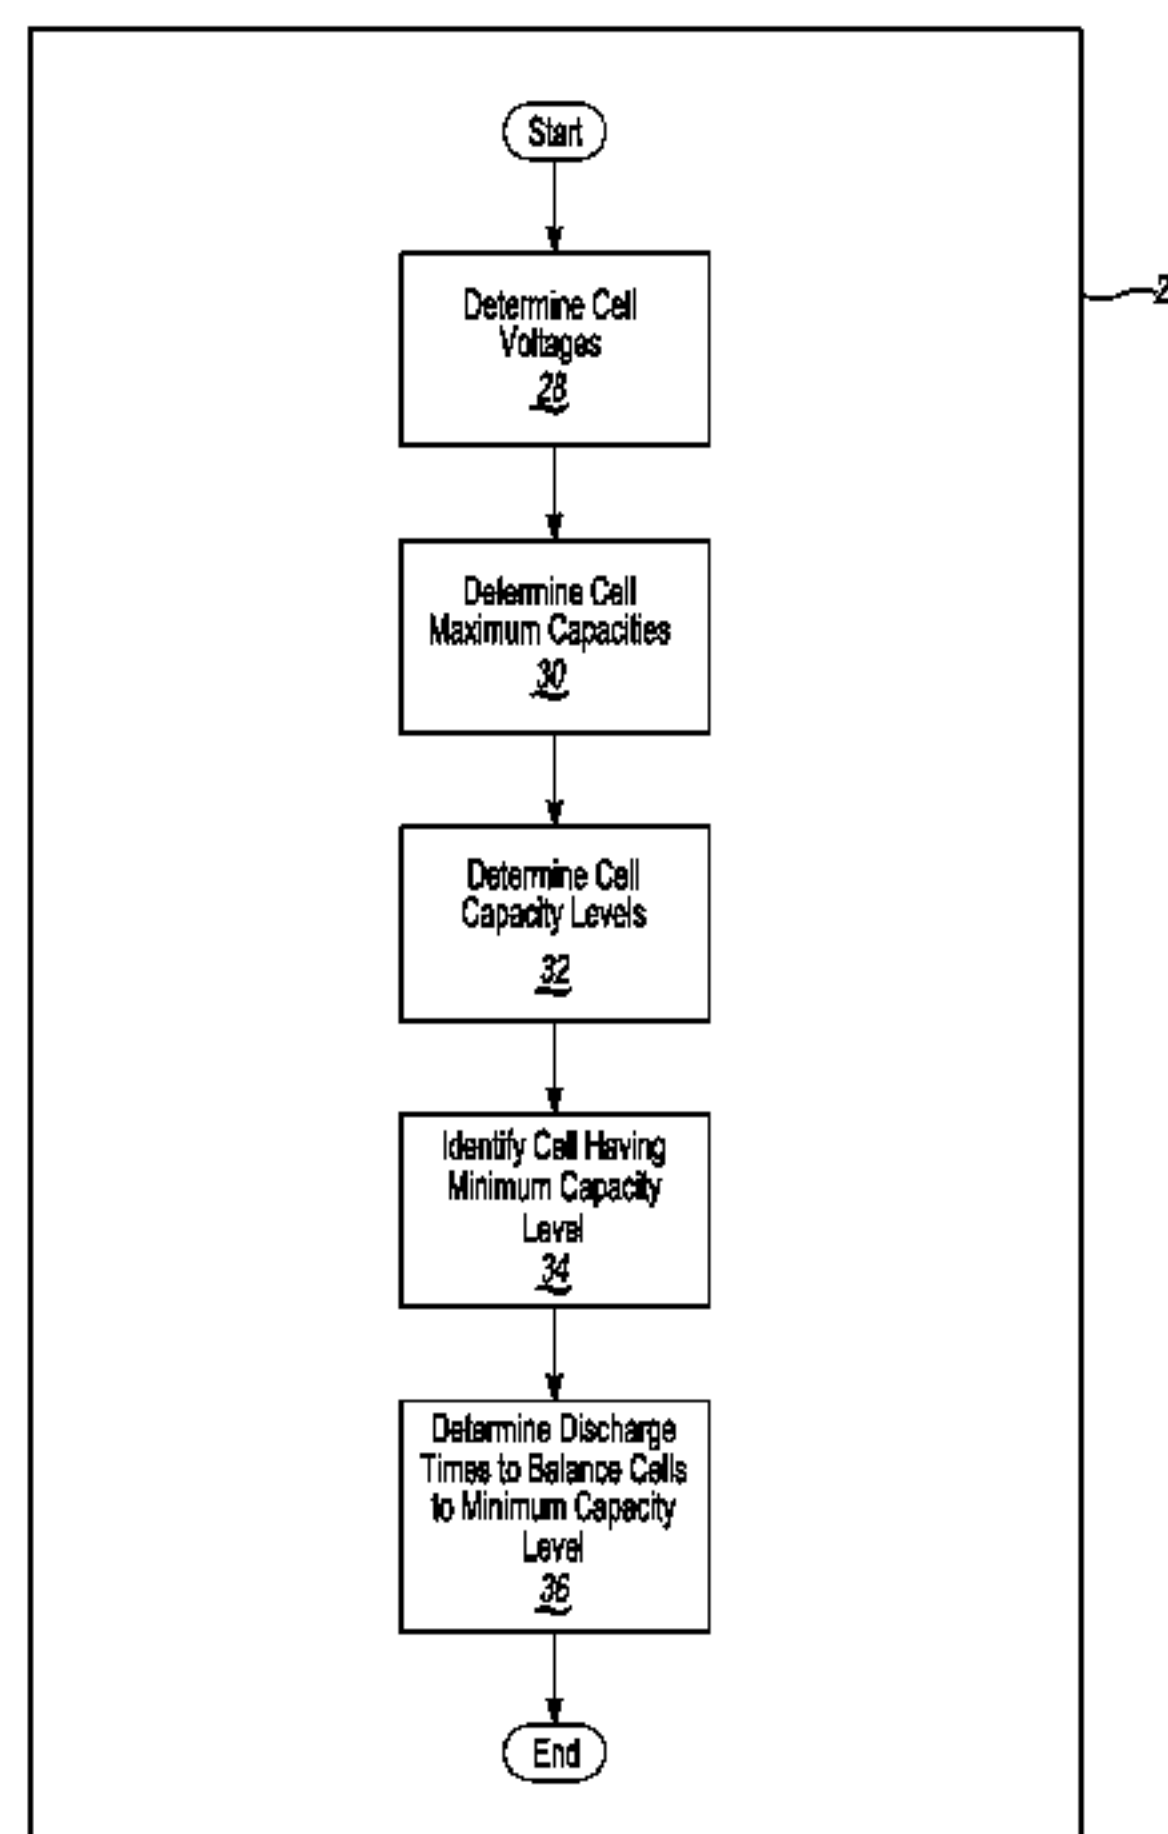 Start
Determine Cell
Voltages
28
2
Determine Cell
Maximum Capacities
30
Determine Cell
Capacity Levels
32
Identify Cell Having
Minimum Capacity
Level
34
Determine Discharge
Times to Balance Cells
to Minimum Capacity
Level
36
End